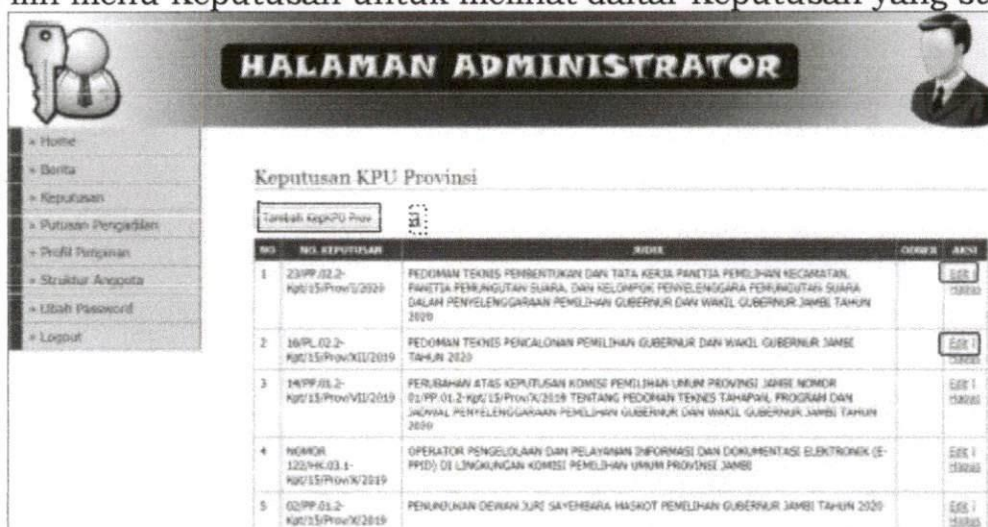 menu Keputusan untuk melihat daftar Keputusan yang
HALAMAN ADMINISTRATOR
» Home
» Berita
» Keputusan
» Putusan Pengadilan
» Profil Pimpinan
» Struktur Anggota
» Ubah Password
» Logout
Keputusan KPU Provinsi
Tambah KepKPU Prov
a
NO NO. KEPUTUSAN JUDUL AKSI
1 23/PP.02.2-Kpt/15/Prov/I/2020 PEDOMAN TEKNIS PEMBENTUKAN DAN TATA KERJA PANITIA PEMILIHAN KECAMATAN,
PANITIA PEMUNGUTAN SUARA, DAN KELOMPOK PENYELENGGARA PEMUNGUTAN SUARA
DALAM PENYELENGGARAAN PEMILIHAN GUBERNUR DAN WAKIL GUBERNUR JAMBI TAHUN
2020
Edit |
Hapus
2 16/PL.02.2-
Kpt/15/Prov/XII/2019
PEDOMAN TEKNIS PENCALONAN PEMILIHAN GUBERNUR DAN WAKIL GUBERNUR JAMBI
TAHUN 2020
Edit |
Hapus
3 14/PP.01.2-
Kpt/15/Prov/VII/2019
PERUBAHAN ATAS KEPUTUSAN KOMISI PEMILIHAN UMUM PROVINSI JAMBI NOMOR
01/PP.01.2-Kpt/15/Prov/X/2019 TENTANG PEDOMAN TEKNIS TAHAPAN, PROGRAM DAN
JADWAL PENYELENGGARAAN PEMILIHAN GUBERNUR DAN WAKIL GUBERNUR JAMBI TAHUN
2020
Edit |
Hapus
4 NOMOR
122/HK.03.1-
Kpt/15/Prov/X/2019
OPERATOR PENGELOLAAN DAN PELAYANAN INFORMASI DAN DOKUMENTASI ELEKTRONIK (E-
PPID) DI LINGKUNGAN KOMISI PEMILIHAN UMUM PROVINSI JAMBI
Edit |
Hapus
5 02/PP.01.2-
Kpt/15/Prov/X/2019
PENUNJUKAN DEWAN JURI SAYEMBARA MASKOT PEMILIHAN GUBERNUR JAMBI TAHUN 2020
Edit |
Hapus